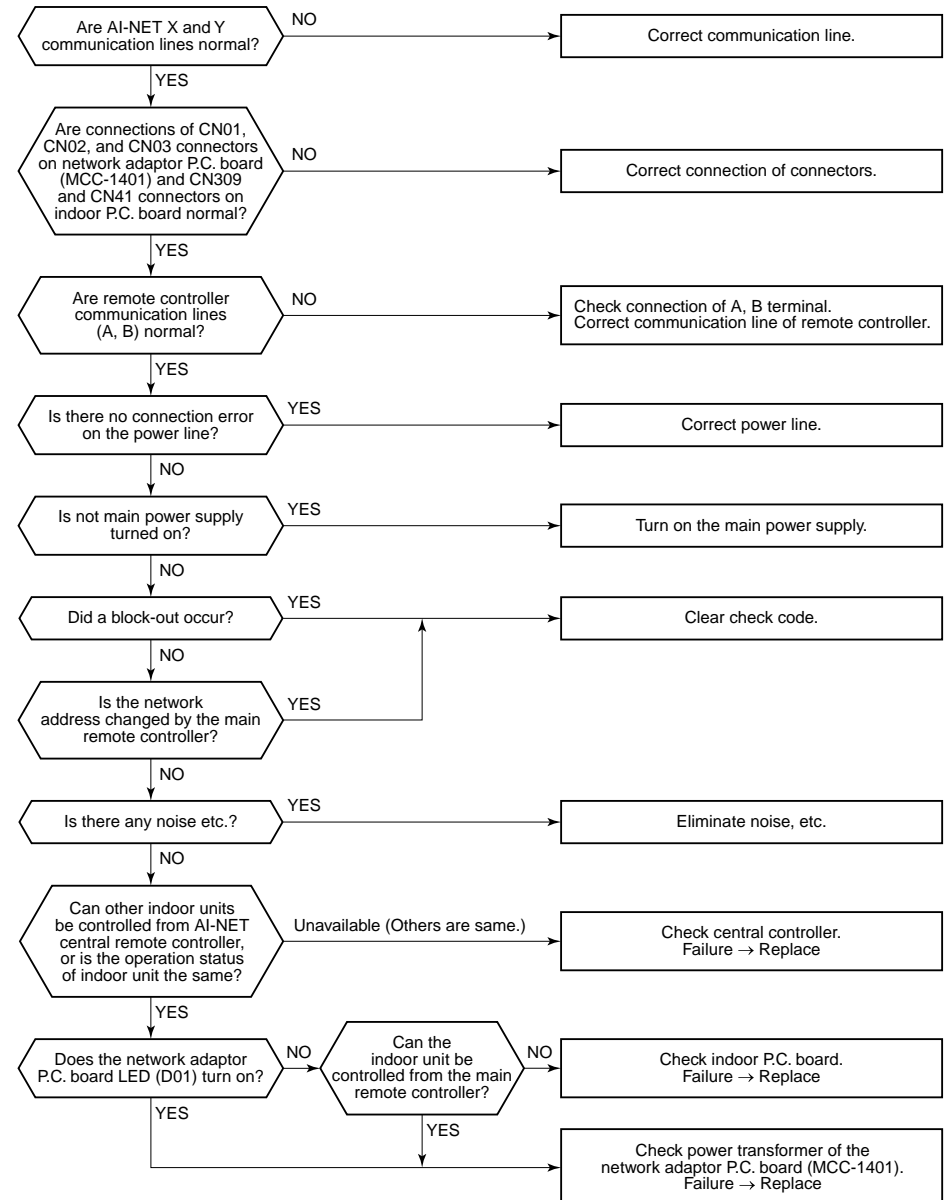 Are AI-NET X and Y
communication lines normal?
NO
Correct communication line.
YES
Are connections of CN01,
CN02, and CN03 connectors
on network adaptor P.C. board
(MCC-1401) and CN309
and CN41 connectors on
indoor P.C. board normal?
NO
Correct connection of connectors.
YES
Are remote controller
communication lines
(A, B) normal?
NO
Check connection of A, B terminal.
Correct communication line of remote controller.
YES
Is there no connection error
on the power line?
YES
Correct power line.
NO
Is not main power supply
turned on?
YES
Turn on the main power supply.
NO
Did a block-out occur?
YES
Clear check code.
NO
Is the network
address changed by the main
remote controller?
YES
NO
Is there any noise etc.?
YES
Eliminate noise, etc.
NO
Can other indoor units
be controlled from AI-NET
central remote controller,
or is the operation status
of indoor unit the same?
Unavailable (Others are same.)
Check central controller.
Failure → Replace
YES
Does the network adaptor
P.C. board LED (D01) turn on?
NO
Can the
indoor unit be
controlled from the main
remote controller?
NO
Check indoor P.C. board.
Failure → Replace
YES
YES
Check power transformer of the
network adaptor P.C. board (MCC-1401).
Failure → Replace